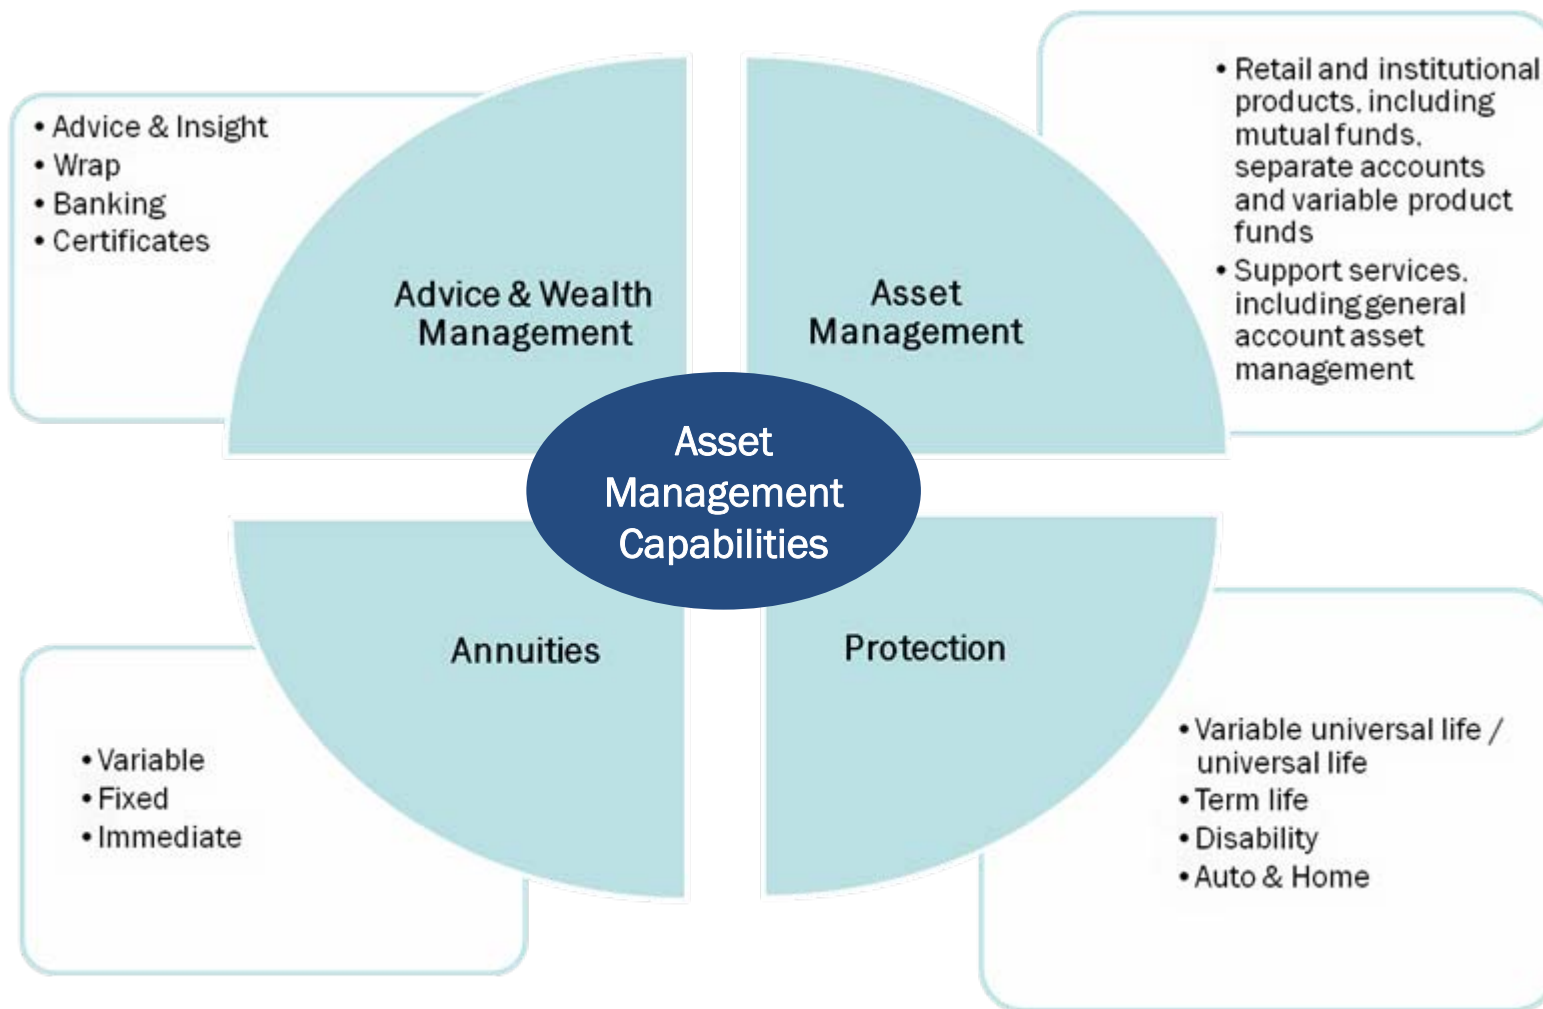 • Advice & Insight
• Wrap
• Banking
• Certificates
Advice & Wealth
Management
Asset
Management
• Retail and institutional
products, including
mutual funds,
separate accounts
and variable product
funds
• Support services,
including general
account asset
management
Asset
Management
Capabilities
Annuities
• Variable
• Fixed
• Immediate
Protection
• Variable universal life /
universal life
• Term life
• Disability
• Auto & Home